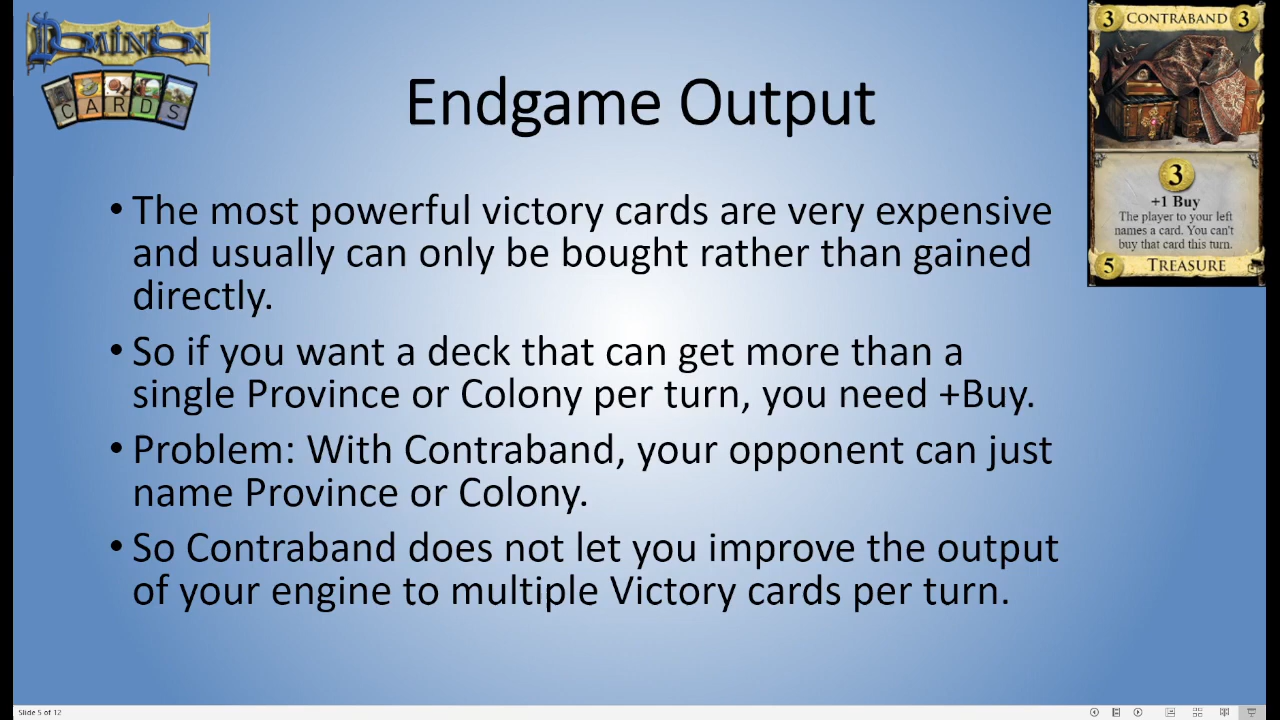 DOMINION
CARDS
Endgame Output
• The most powerful victory cards are very expensive
and usually can only be bought rather than gained
directly.
• So if you want a deck that can get more than a
single Province or Colony per turn, you need +Buy.
• Problem: With Contraband, your opponent can just
name Province or Colony.
• So Contraband does not let you improve the output
of your engine to multiple Victory cards per turn.
3 CONTRABAND 3
3
+1 Buy
The player to your left
names a card. You can't
buy that card this turn.
5 TREASURE
Slide 5 of 12